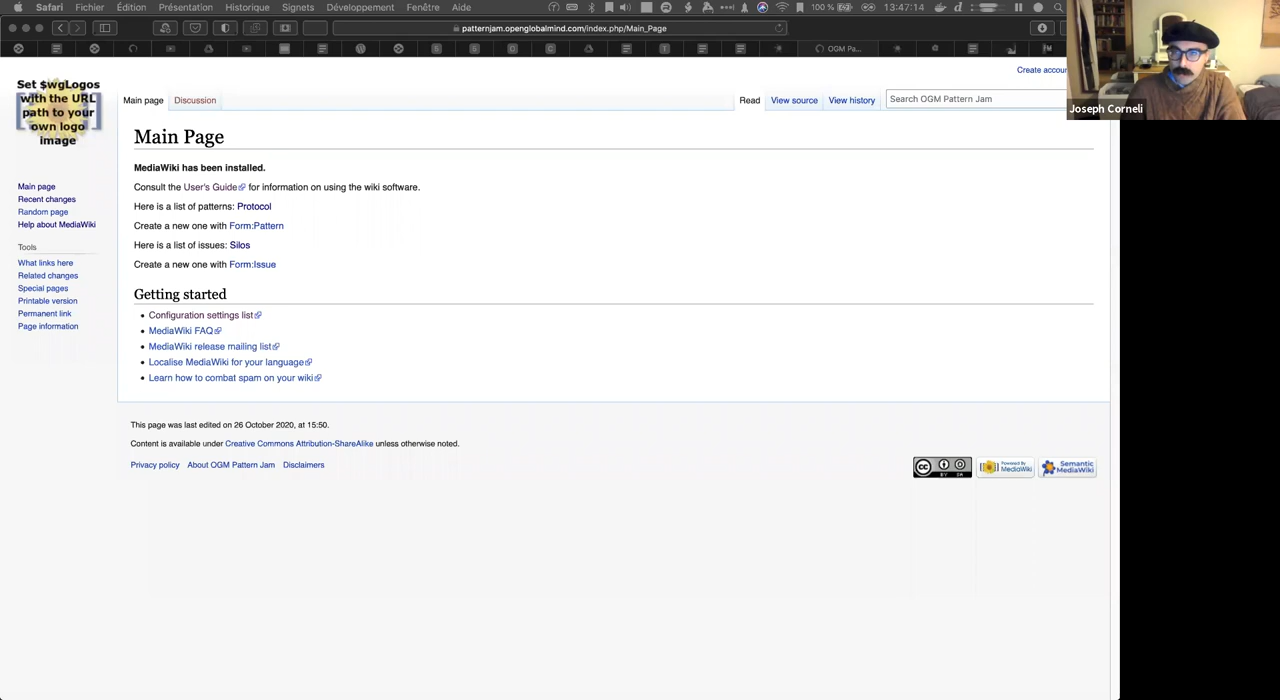 Safari Fichier Édition Présentation Historique Signets Développement Fenêtre Aide 100 % 13:47:14
patternjam.openglobalmind.com/index.php/Main_Page
OGM Pa...
Joseph Corneli
Set $wgLogos
with the URL
path to your
own logo
image
Create accoun
Main page Discussion Read View source View history Search OGM Pattern Jam
Main Page
MediaWiki has been installed.
Consult the User's Guide for information on using the wiki software.
Here is a list of patterns: Protocol
Create a new one with Form:Pattern
Here is a list of issues: Silos
Create a new one with Form:Issue
Main page
Recent changes
Random page
Help about MediaWiki
Tools
What links here
Related changes
Special pages
Printable version
Permanent link
Page information
Getting started
Configuration settings list
MediaWiki FAQ
MediaWiki release mailing list
Localise MediaWiki for your language
Learn how to combat spam on your wiki
This page was last edited on 26 October 2020, at 15:50.
Content is available under Creative Commons Attribution-ShareAlike unless otherwise noted.
Privacy policy About OGM Pattern Jam Disclaimers
cc BY SA
Powered By MediaWiki
Semantic MediaWiki